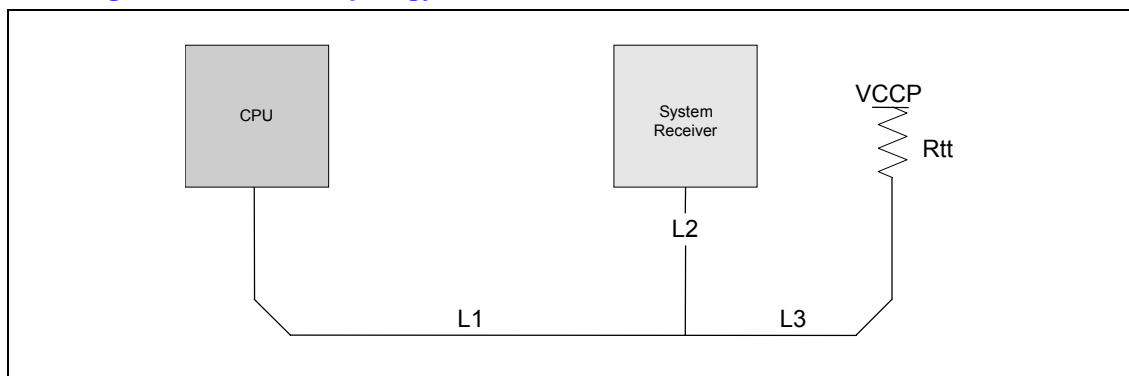 CPU
System
Receiver
VCCP
Rtt
L2
L1
L3